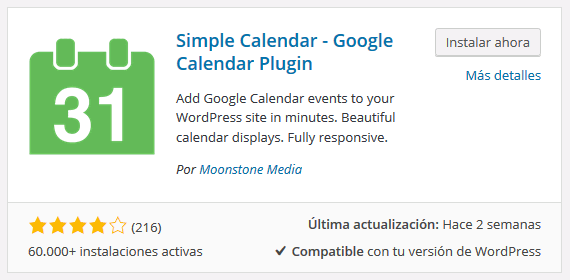 31
Simple Calendar - Google
Calendar Plugin
Instalar ahora
Más detalles
Add Google Calendar events to your
WordPress site in minutes. Beautiful
calendar displays. Fully responsive.
Por Moonstone Media
(216)
60.000+ instalaciones activas
Última actualización: Hace 2 semanas
Compatible con tu versión de WordPress